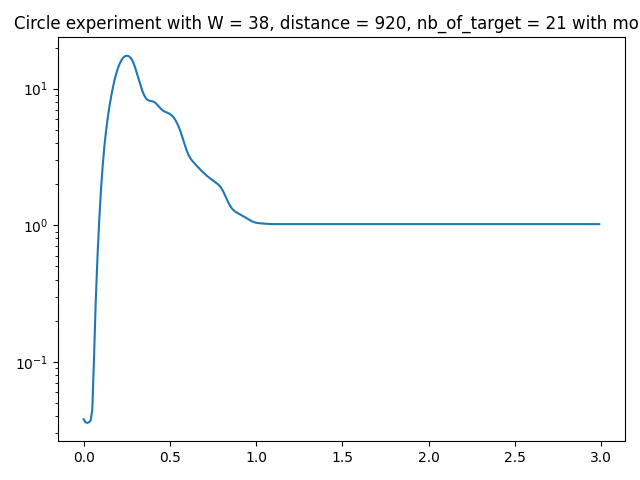 Circle experiment with W = 38, distance = 920, nb_of_target = 21 with mo
10¹
10⁰
10⁻¹
0.0 0.5 1.0 1.5 2.0 2.5 3.0